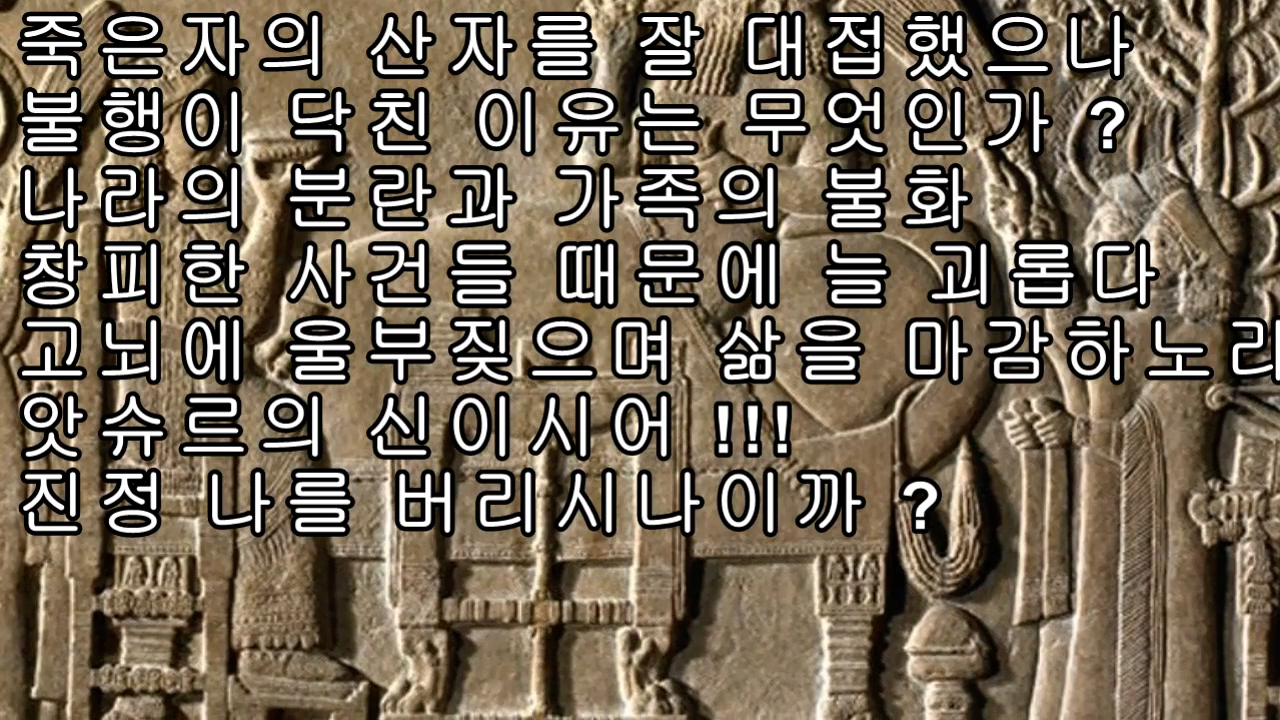 죽은자의 산자를 잘 대접했으나
불행이 닥친 이유는 무엇인가 ?
나라의 분란과 가족의 불화
창피한 사건들 때문에 늘 괴롭다
고뇌에 울부짖으며 삶을 마감하노라
앗슈르의 신이시어 !!!
진정 나를 버리시나이까 ?